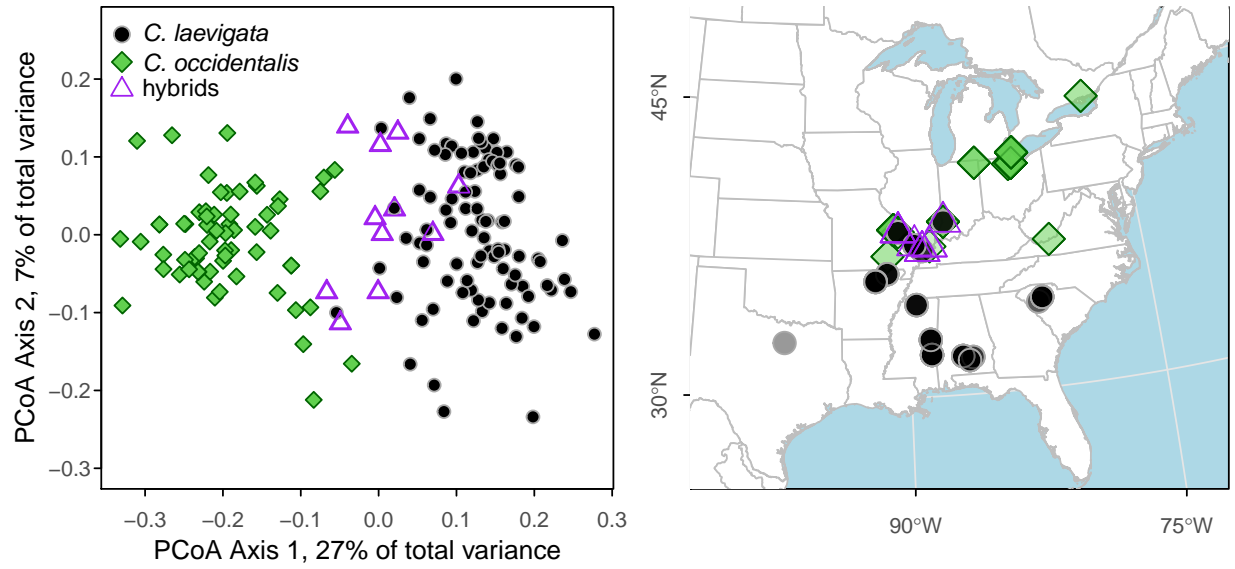 C. laevigata
C. occidentalis
hybrids
PCoA Axis 2, 7% of total variance
0.2
0.1
0.0
−0.1
−0.2
−0.3
−0.3 −0.2 −0.1 0.0 0.1 0.2 0.3
PCoA Axis 1, 27% of total variance
45°N
30°N
90°W 75°W